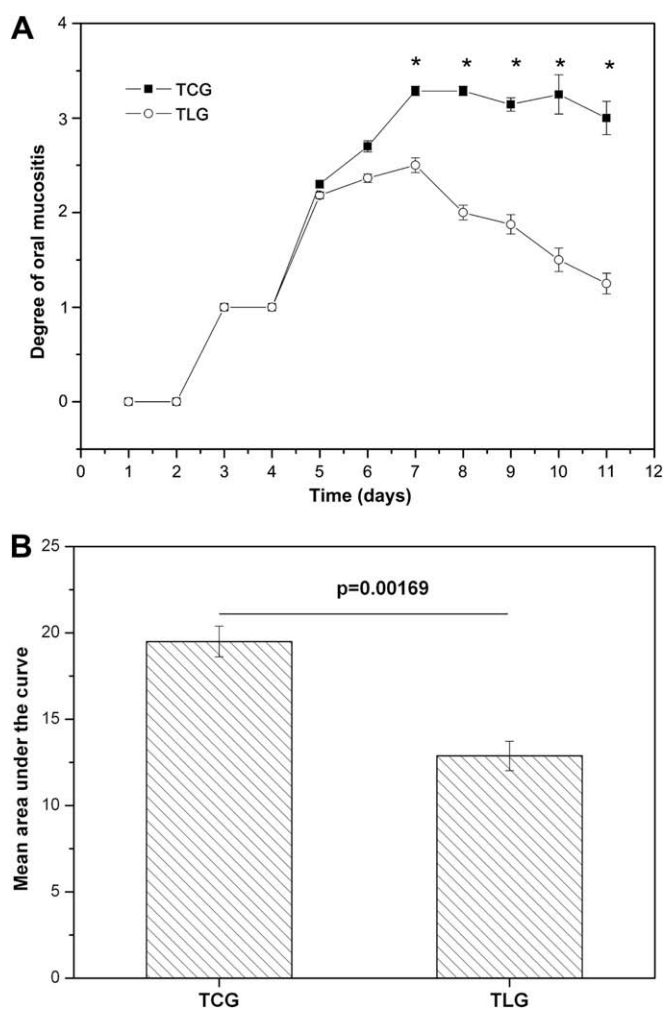 A
4
3
2
1
0
Degree of oral mucositis
TCG
TLG
* * * * *
0 1 2 3 4 5 6 7 8 9 10 11 12
Time (days)
B
25
20
15
10
5
0
Mean area under the curve
p=0.00169
TCG TLG